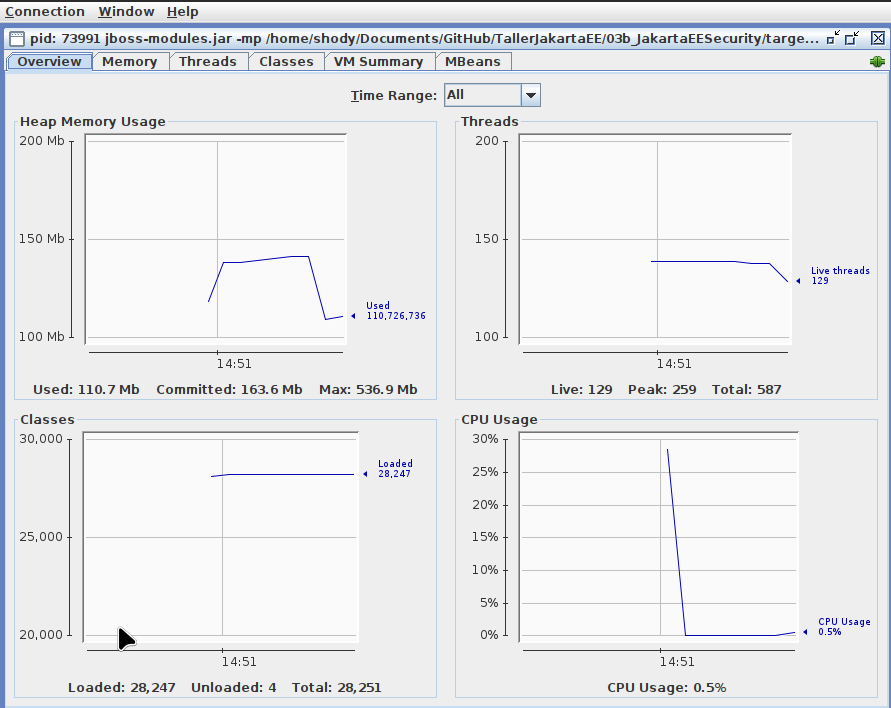 Connection Window Help
pid: 73991 jboss-modules.jar -mp /home/shody/Documents/GitHub/TallerJakartaEE/03b_JakartaEESecurity/targe...
Overview Memory Threads Classes VM Summary MBeans
Time Range: All
Heap Memory Usage
200 Mb
150 Mb
100 Mb
Used
110,726,736
14:51
Used: 110.7 Mb Committed: 163.6 Mb Max: 536.9 Mb
Threads
200
150
100
Live threads
129
14:51
Live: 129 Peak: 259 Total: 587
Classes
30,000
25,000
20,000
Loaded
28,247
14:51
Loaded: 28,247 Unloaded: 4 Total: 28,251
CPU Usage
30%
25%
20%
15%
10%
5%
0%
CPU Usage
0.5%
14:51
CPU Usage: 0.5%